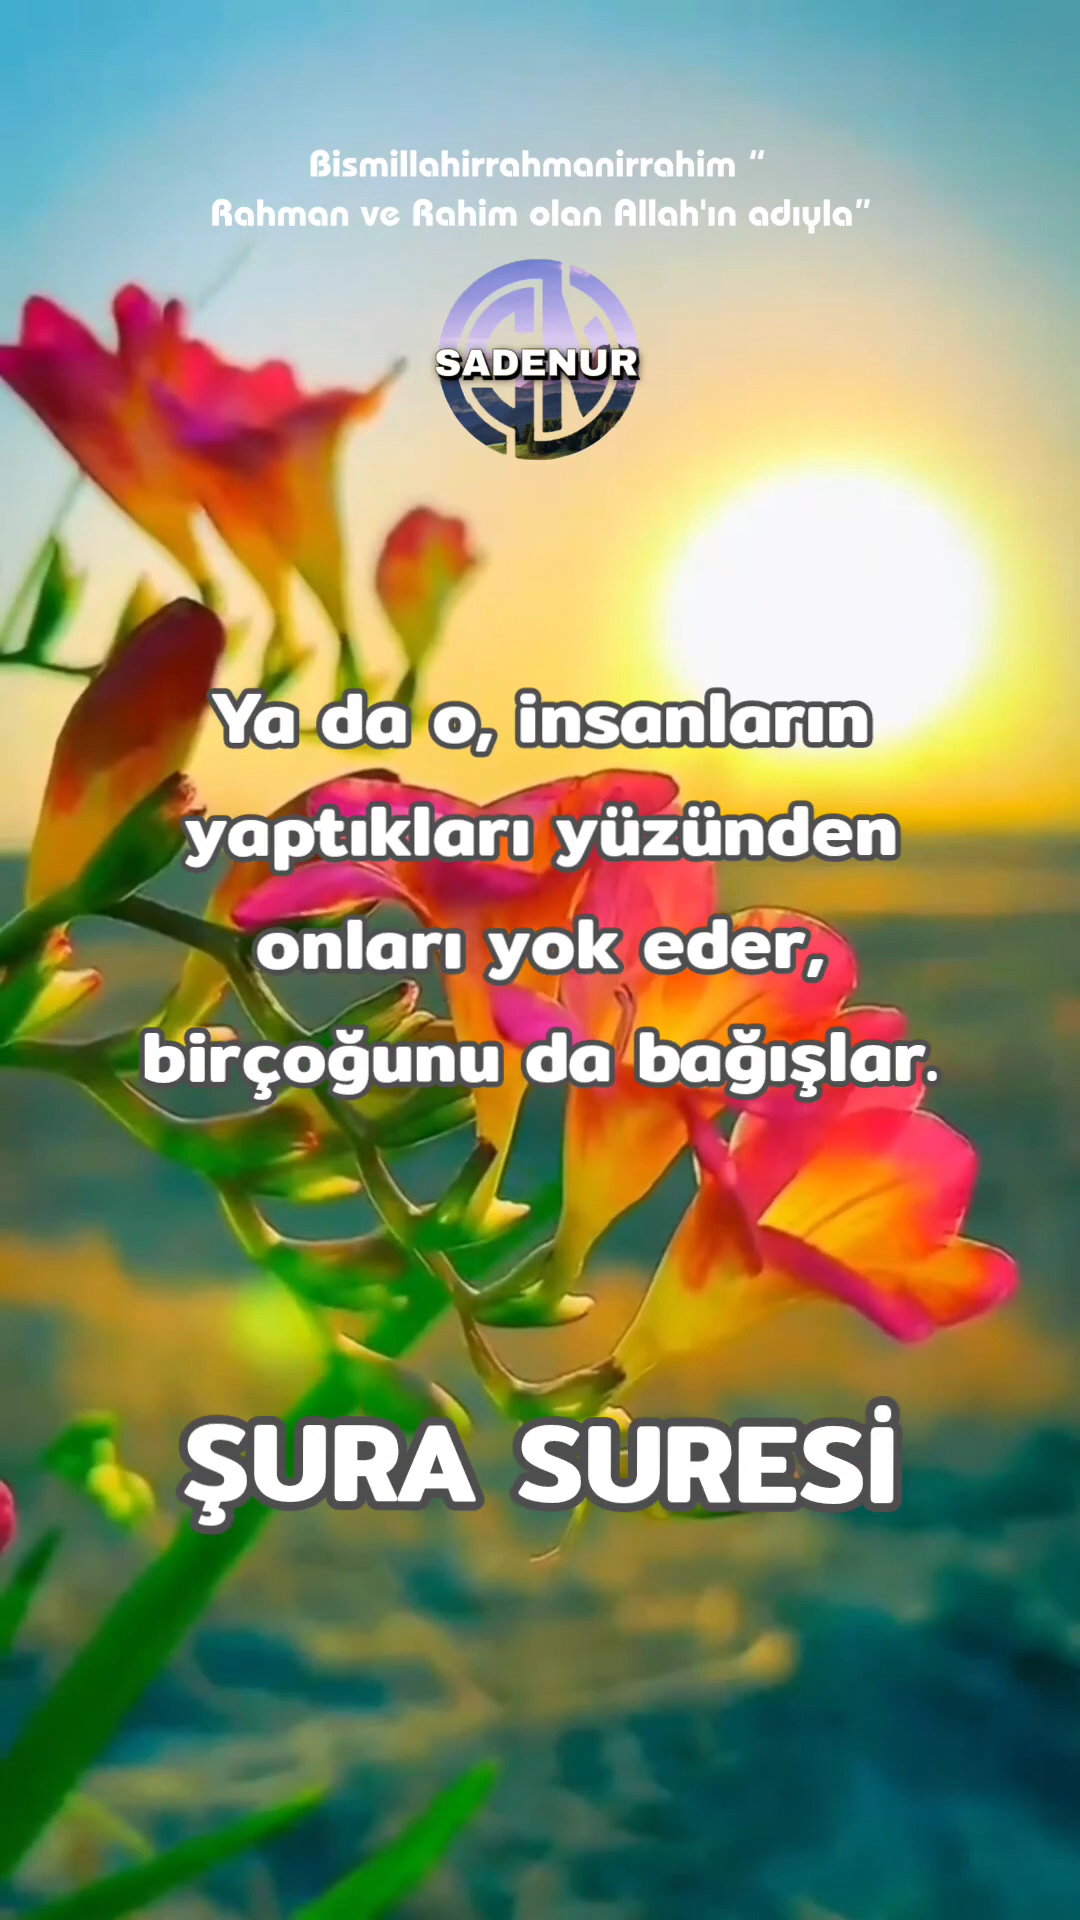 Bismillahirrahmanirrahim “
Rahman ve Rahim olan Allah'ın adıyla”
SADENUR
Ya da o, insanların
yaptıkları yüzünden
onları yok eder,
birçoğunu da bağışlar.
ŞURA SURESİ